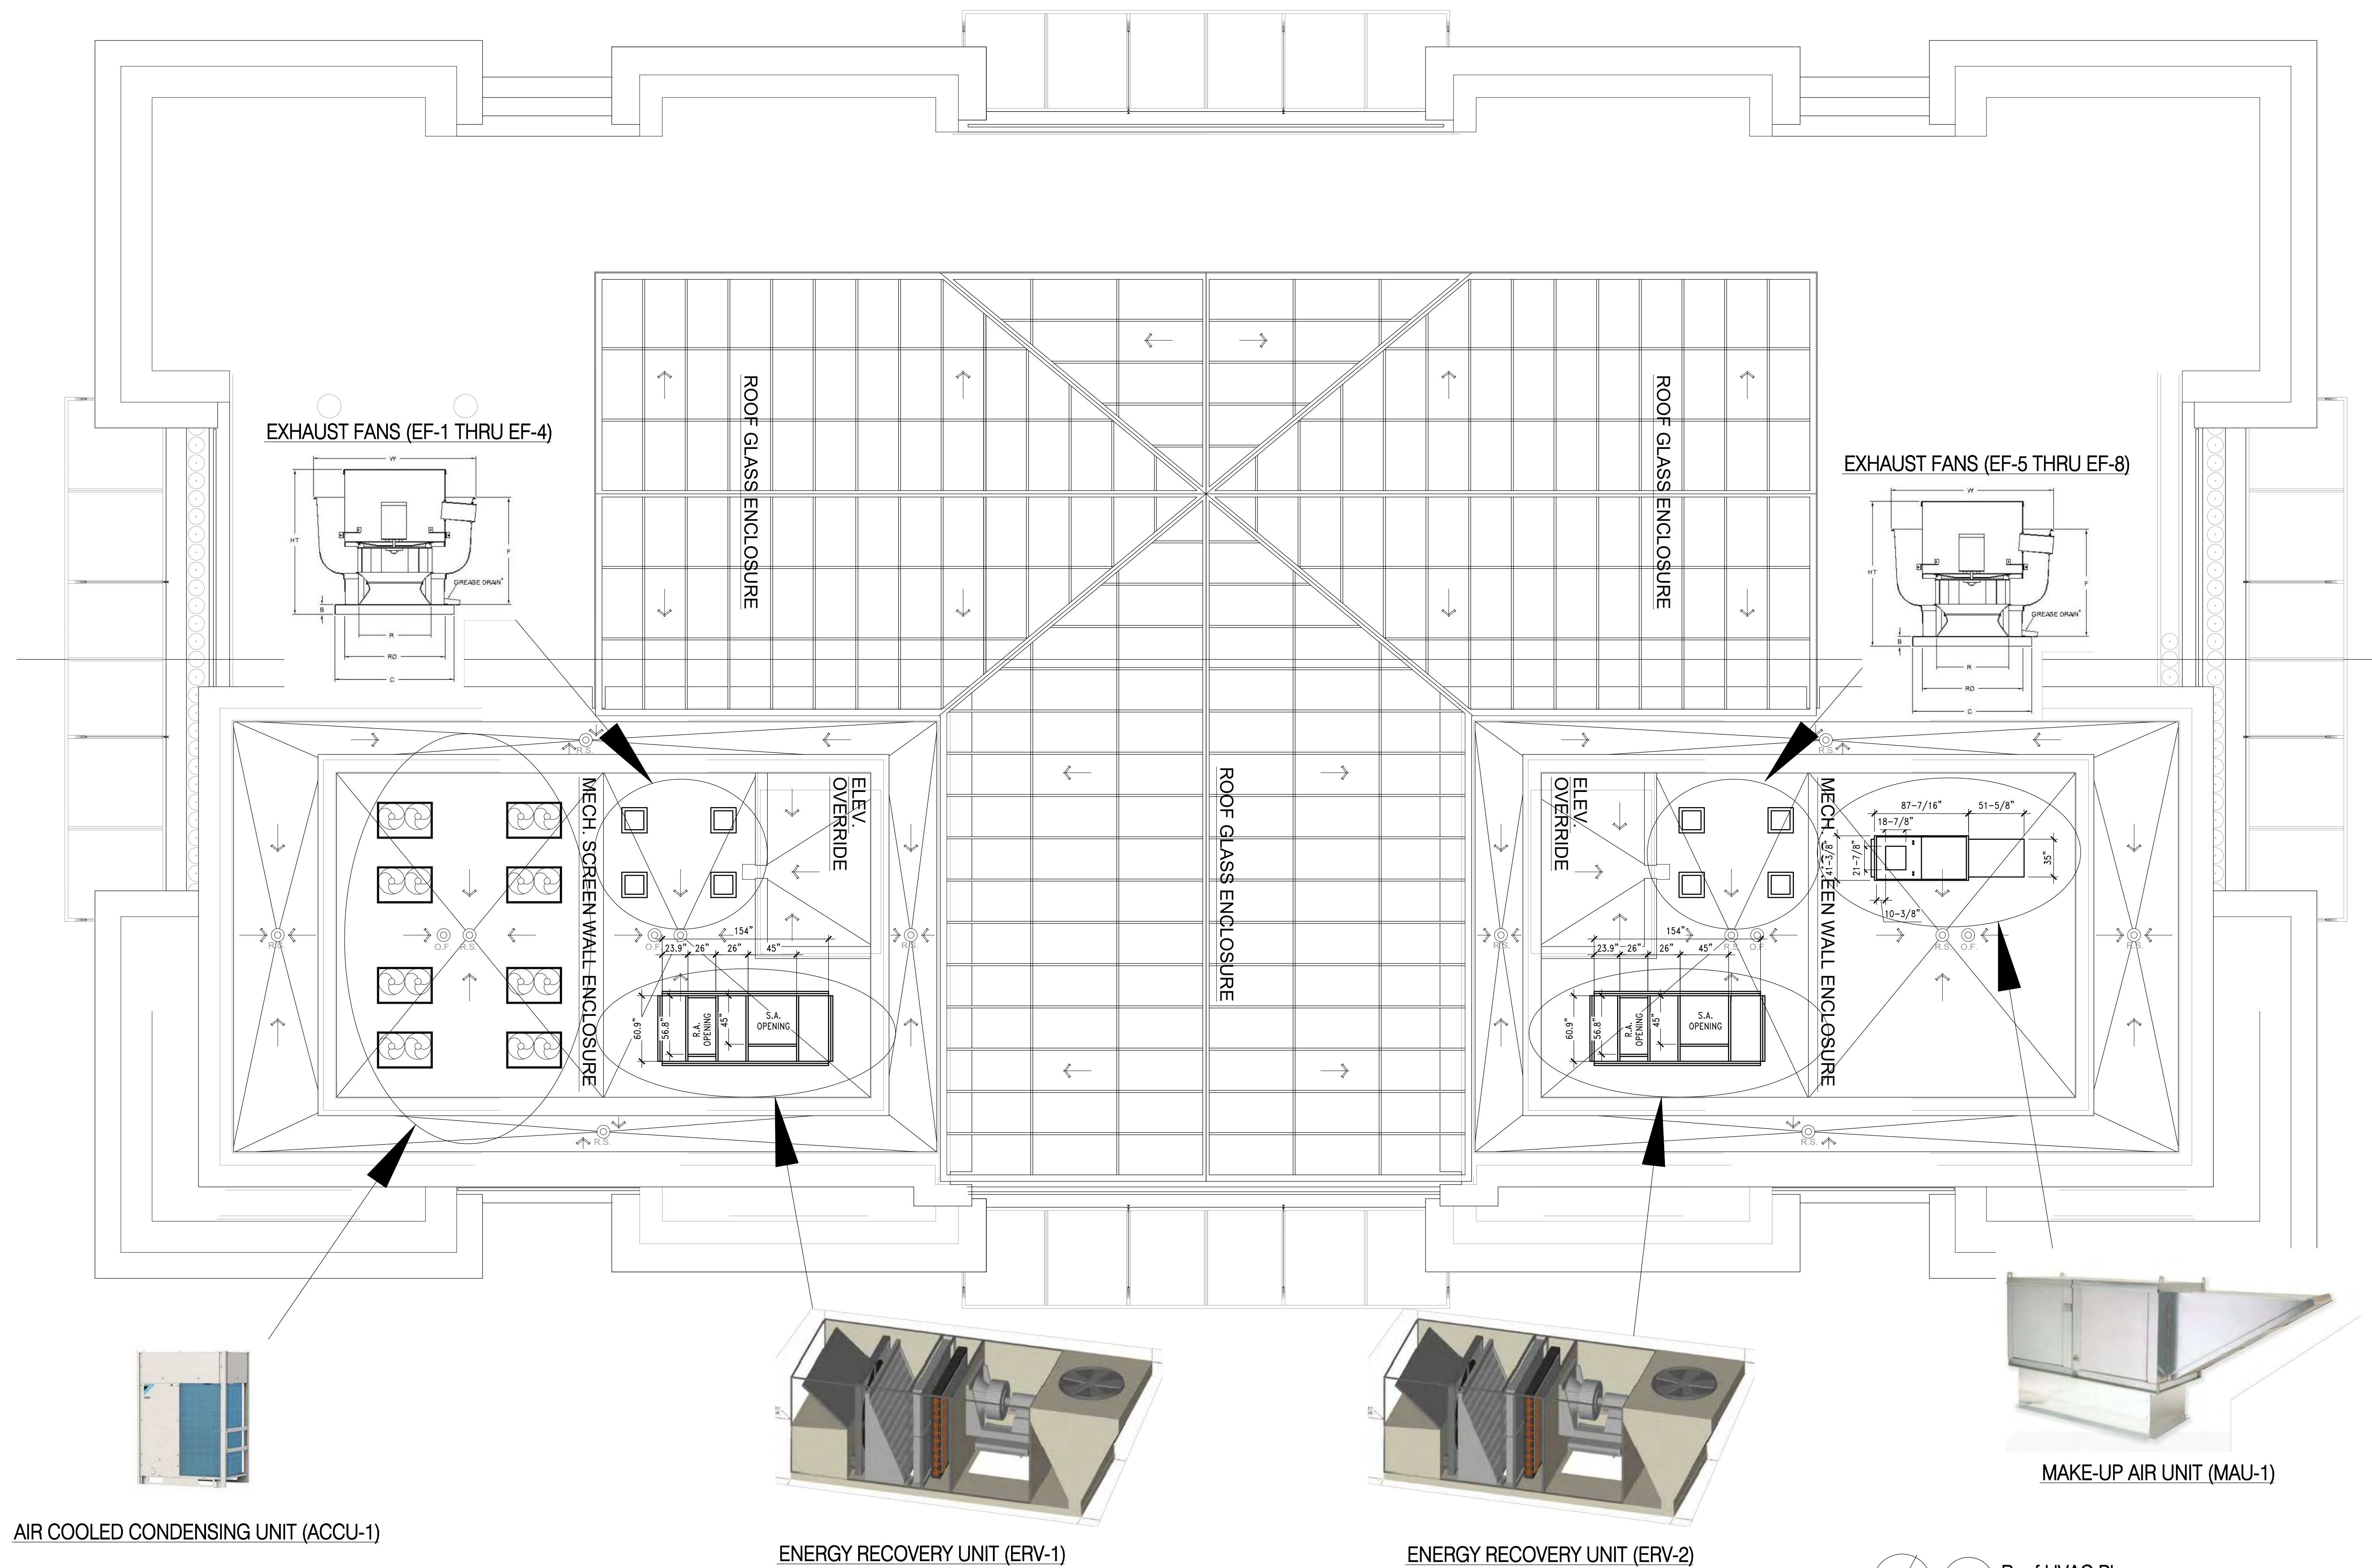 EXHAUST FANS (EF-1 THRU EF-4)
W
HT
F
GREASE DRAIN*
B
R
RO
C
ROOF GLASS ENCLOSURE
ROOF GLASS ENCLOSURE
EXHAUST FANS (EF-5 THRU EF-8)
W
HT
F
GREASE DRAIN*
B
R
RO
C
R.S.
R.S.
MECH. SCREEN WALL ENCLOSURE
ELEV.
OVERRIDE
R.S.
O.F.
R.S.
O.F.
R.S.
154"
23.9"
26"
26"
45"
60.9"
56.8"
R.A.
OPENING
45"
S.A.
OPENING
R.S.
ROOF GLASS ENCLOSURE
ELEV.
OVERRIDE
MECH. SCREEN WALL ENCLOSURE
87-7/16"
51-5/8"
18-7/8"
41-3/8"
21-7/8"
35"
10-3/8"
R.S.
R.S.
O.F.
R.S.
O.F.
R.S.
154"
23.9"
26"
26"
45"
60.9"
56.8"
R.A.
OPENING
45"
S.A.
OPENING
R.S.
AIR COOLED CONDENSING UNIT (ACCU-1)
ENERGY RECOVERY UNIT (ERV-1)
ENERGY RECOVERY UNIT (ERV-2)
MAKE-UP AIR UNIT (MAU-1)